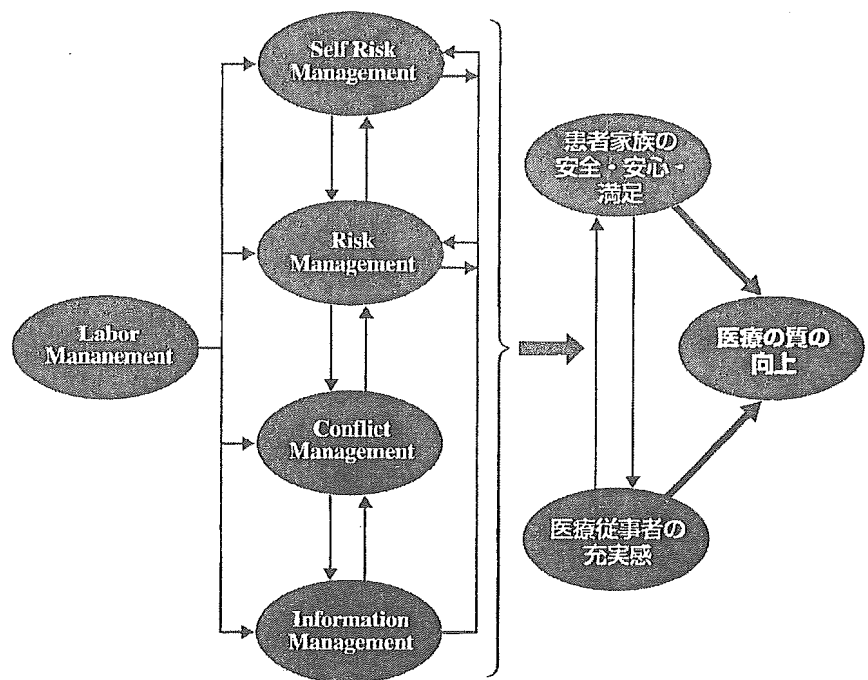 Self Risk
Management
Risk
Management
Labor
Mananement
Conflict
Management
Information
Management
患者家族の
安全・安心・
満足
医療の質の
向上
医療従事者の
充実感